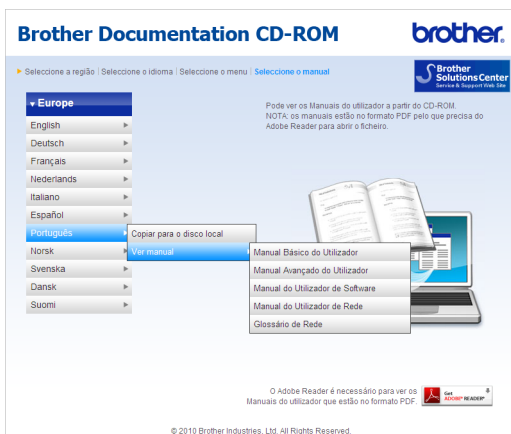 Brother Documentation CD-ROM
brother.
Seleccione a região | Seleccione o idioma | Seleccione o menu | Seleccione o manual
Brother
SolutionsCenter
Service & Support Web Site
Europe
Pode ver os Manuais do utilizador a partir do CD-ROM.
NOTA: os manuais estão no formato PDF pelo que precisa do
Adobe Reader para abrir o ficheiro.
English
Deutsch
Français
Nederlands
Italiano
Español
Português
Copiar para o disco local
Norsk
Ver manual
Manual Básico do Utilizador
Svenska
Manual Avançado do Utilizador
Dansk
Manual do Utilizador de Software
Suomi
Manual do Utilizador de Rede
Glossário de Rede
O Adobe Reader é necessário para ver os
Manuais do utilizador que estão no formato PDF.
Get
ADOBE® READER®
© 2010 Brother Industries, Ltd. All Rights Reserved.